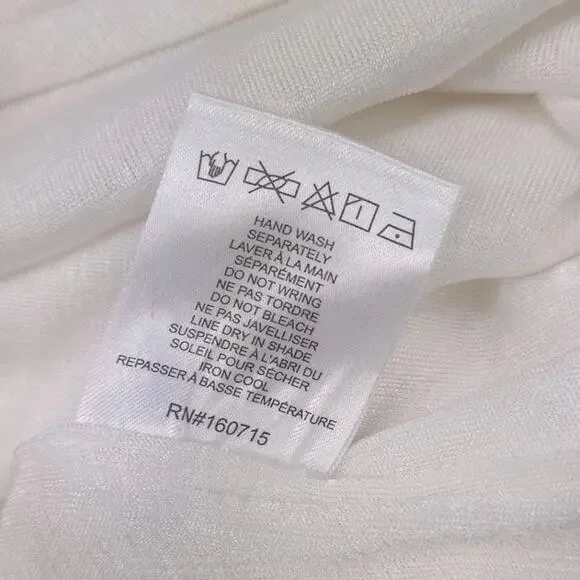 HAND WASH
SEPARATELY
LAVER À LA MAIN
SÉPARÉMENT
DO NOT WRING
NE PAS TORDRE
DO NOT BLEACH
NE PAS JAVELLISER
LINE DRY IN SHADE
SUSPENDRE À L'ABRI DU
SOLEIL POUR SÉCHER
IRON COOL
REPASSER À BASSE TEMPÉRATURE
RN#160715